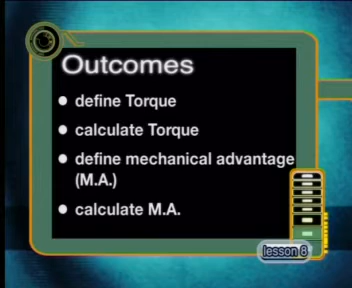 Outcomes
• define Torque
• calculate Torque
• define mechanical advantage
(M.A.)
• calculate M.A.
lesson 8